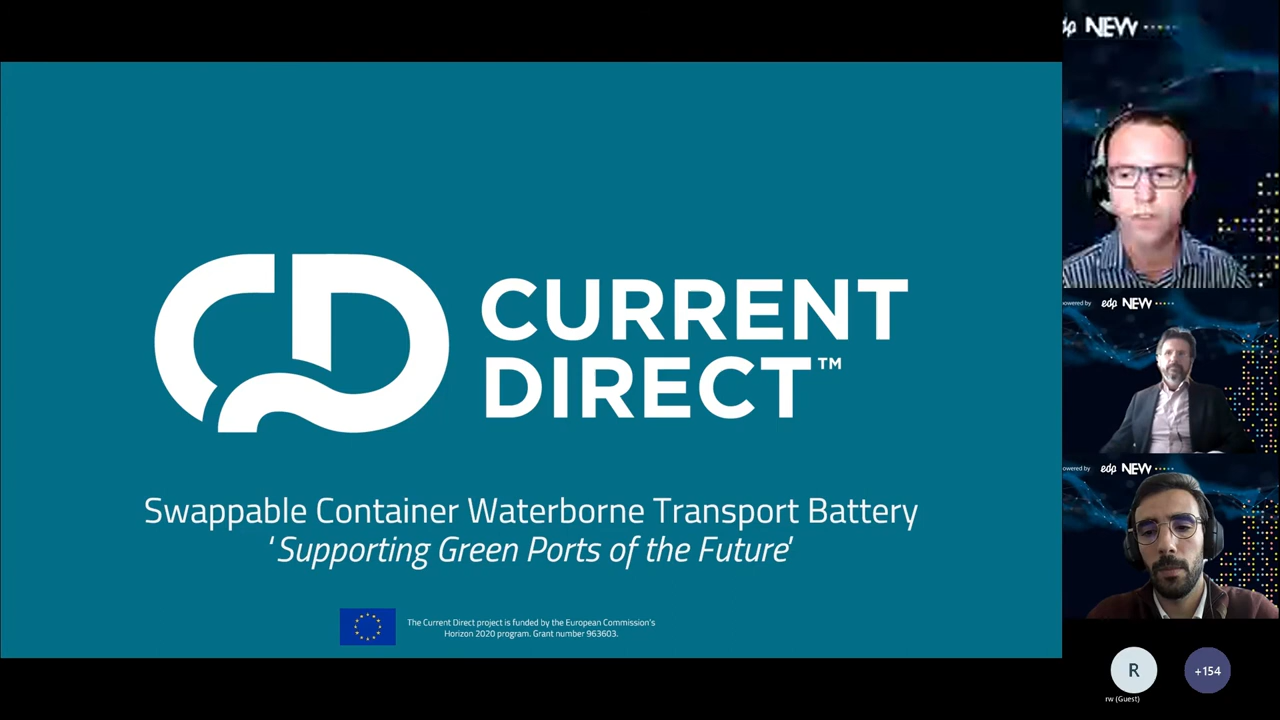 CURRENT
DIRECT™
Swappable Container Waterborne Transport Battery
'Supporting Green Ports of the Future'
The Current Direct project is funded by the European Commission's
Horizon 2020 program. Grant number 963603.
edp NEW
powered by edp NEW
powered by edp NEW
R
+154
rw (Guest)